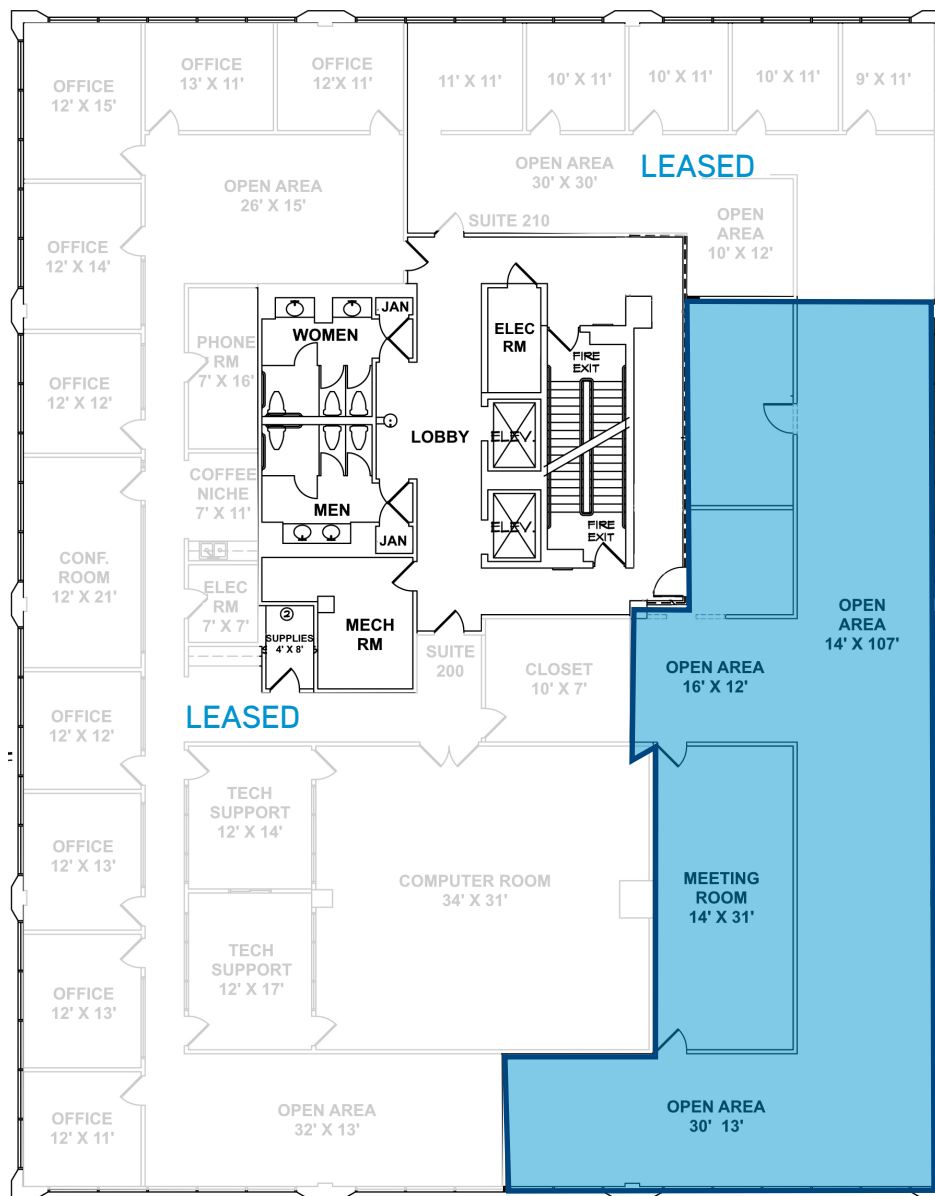 OFFICE
12' X 15'
OFFICE
13' X 11'
OFFICE
12'X 11'
11' X 11'
10' X 11'
10' X 11'
10' X 11'
9' X 11'
OPEN AREA
26' X 15'
OPEN AREA
30' X 30'
LEASED
SUITE 210
OPEN
AREA
10' X 12'
OFFICE
12' X 14'
JAN
WOMEN
ELEC
RM
FIRE
EXIT
PHONE
RM
7' X 16'
OFFICE
12' X 12'
LOBBY
ELEV.
COFFEE
NICHE
7' X 11'
MEN
JAN
ELEV.
FIRE
EXIT
CONF.
ROOM
12' X 21'
ELEC
RM
7' X 7'
2
SUPPLIES
4' X 8'
MECH
RM
SUITE
200
CLOSET
10' X 7'
OPEN AREA
16' X 12'
OPEN
AREA
14' X 107'
LEASED
OFFICE
12' X 12'
TECH
SUPPORT
12' X 14'
OFFICE
12' X 13'
COMPUTER ROOM
34' X 31'
MEETING
ROOM
14' X 31'
TECH
SUPPORT
12' X 17'
OFFICE
12' X 13'
OFFICE
12' X 11'
OPEN AREA
32' X 13'
OPEN AREA
30' 13'